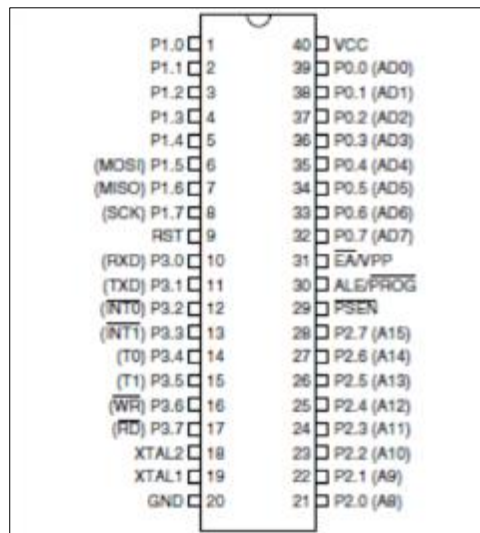 P1.0 1 40 VCC
P1.1 2 39 P0.0 (AD0)
P1.2 3 38 P0.1 (AD1)
P1.3 4 37 P0.2 (AD2)
P1.4 5 36 P0.3 (AD3)
(MOSI) P1.5 6 35 P0.4 (AD4)
(MISO) P1.6 7 34 P0.5 (AD5)
(SCK) P1.7 8 33 P0.6 (AD6)
RST 9 32 P0.7 (AD7)
(RXD) P3.0 10 31 E̅A̅/VPP
(TXD) P3.1 11 30 ALE/P̅R̅O̅G̅
(I̅N̅T̅0̅) P3.2 12 29 P̅S̅E̅N̅
(I̅N̅T̅1̅) P3.3 13 28 P2.7 (A15)
(T0) P3.4 14 27 P2.6 (A14)
(T1) P3.5 15 26 P2.5 (A13)
(W̅R̅) P3.6 16 25 P2.4 (A12)
(R̅D̅) P3.7 17 24 P2.3 (A11)
XTAL2 18 23 P2.2 (A10)
XTAL1 19 22 P2.1 (A9)
GND 20 21 P2.0 (A8)